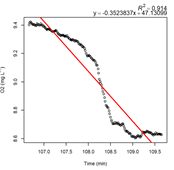 R² = 0.914
y = -0.3523837x + 47.13099
9.4
9.2
9.0
8.8
8.6
O2 (mg L⁻¹)
107.0 107.5 108.0 108.5 109.0 109.5
Time (min)